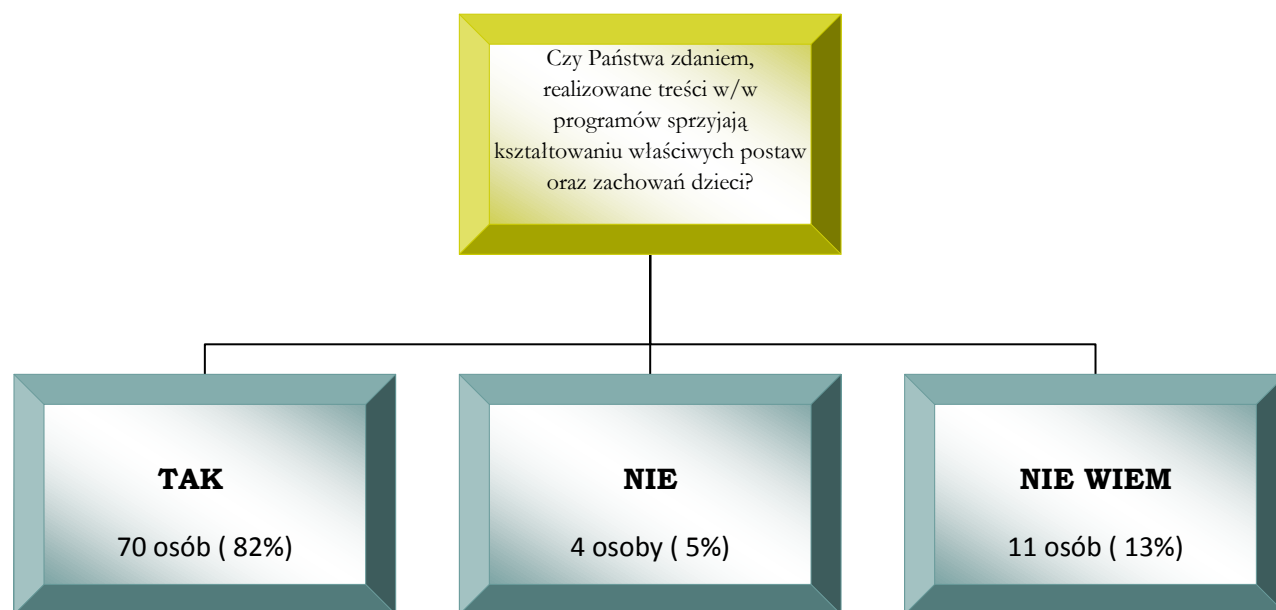 Czy Państwa zdaniem,
realizowane treści w/w
programów sprzyjają
kształtowaniu właściwych postaw
oraz zachowań dzieci?
TAK
70 osób ( 82%)
NIE
4 osoby ( 5%)
NIE WIEM
11 osób ( 13%)